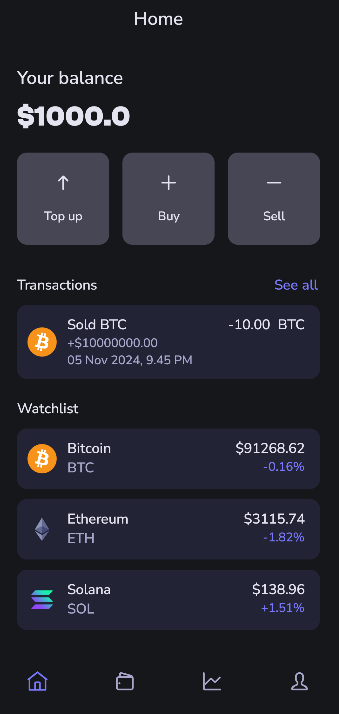 Home
Your balance
$1000.0
Top up
Buy
Sell
Transactions
See all
Sold BTC
-10.00 BTC
+$10000000.00
05 Nov 2024, 9.45 PM
Watchlist
Bitcoin
$91268.62
BTC
-0.16%
Ethereum
$3115.74
ETH
-1.82%
Solana
$138.96
SOL
+1.51%